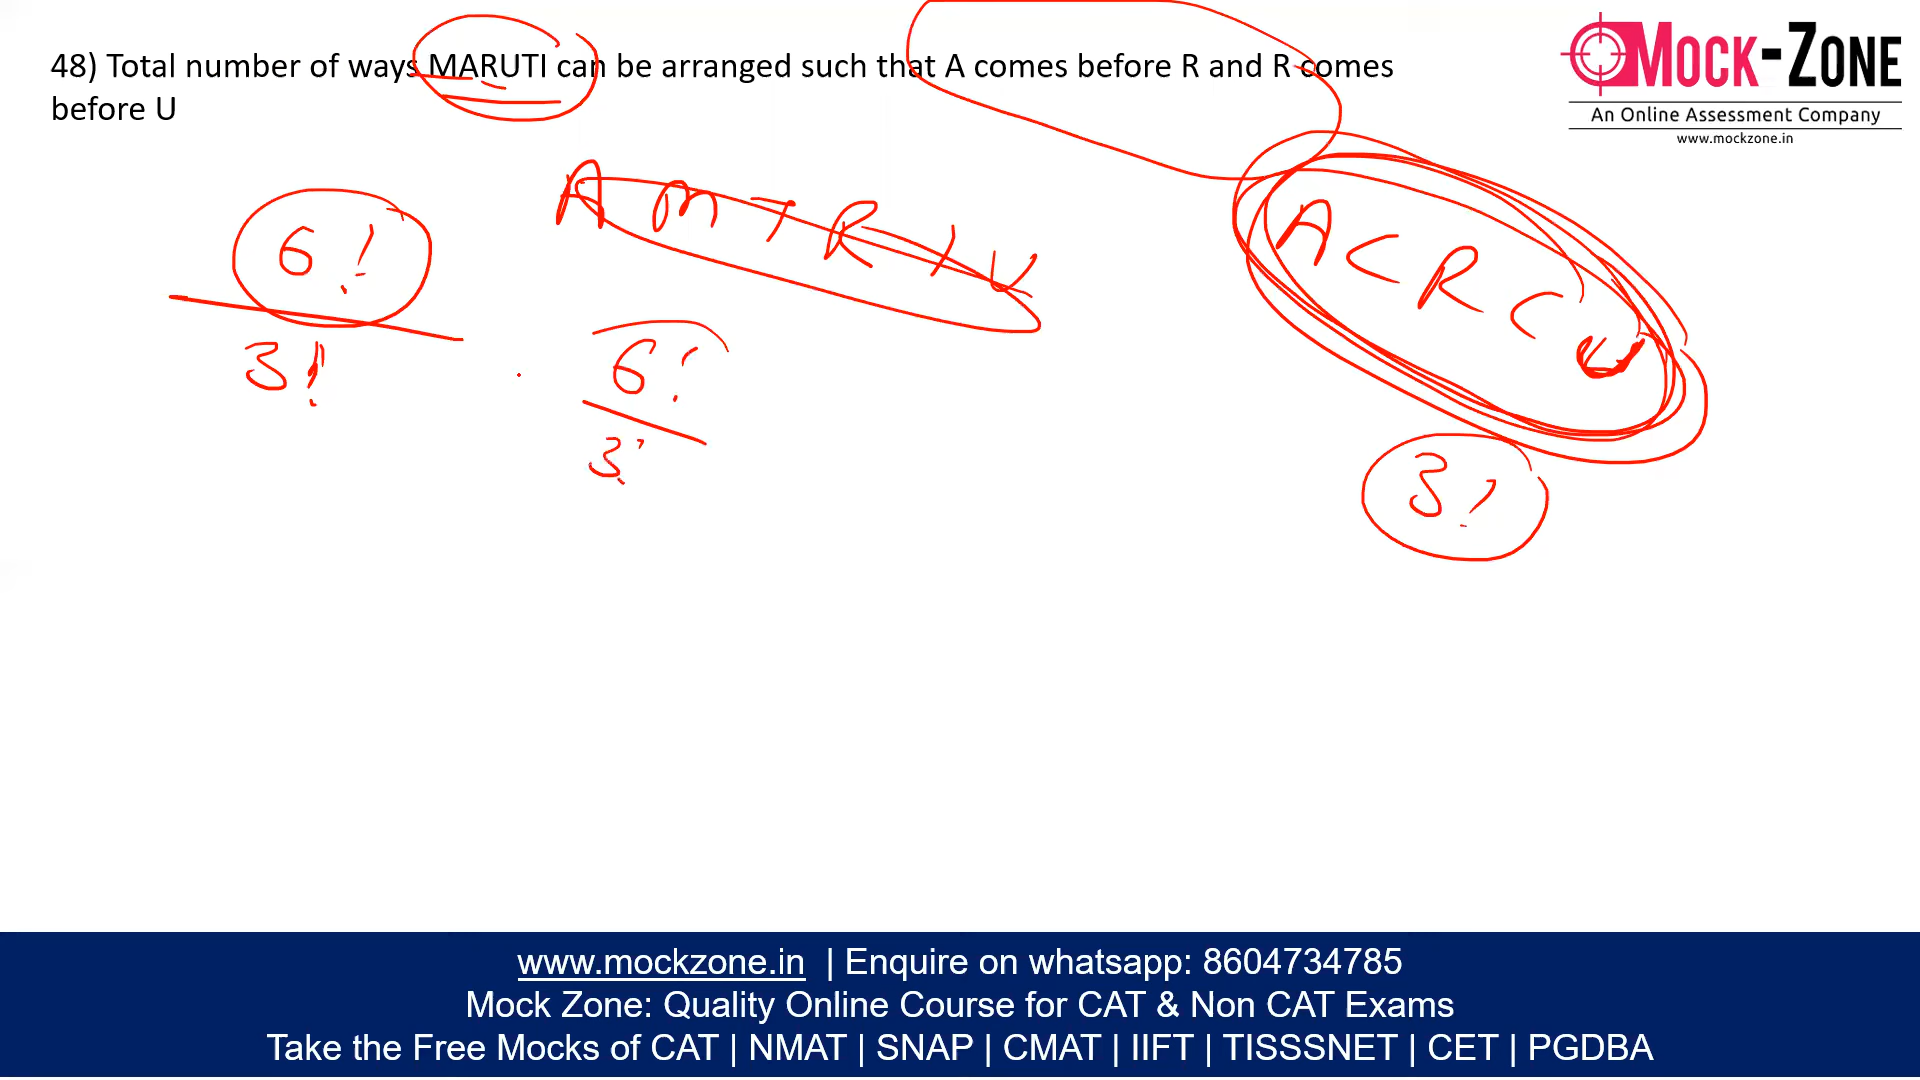 48) Total number of ways MARUTI can be arranged such that A comes before R and R comes
before U
MOCK-ZONE
An Online Assessment Company
www.mockzone.in
A M T R I U
6!
3!
6!
3!
A < R < U
3!
www.mockzone.in | Enquire on whatsapp: 8604734785
Mock Zone: Quality Online Course for CAT & Non CAT Exams
Take the Free Mocks of CAT | NMAT | SNAP | CMAT | IIFT | TISSSNET | CET | PGDBA